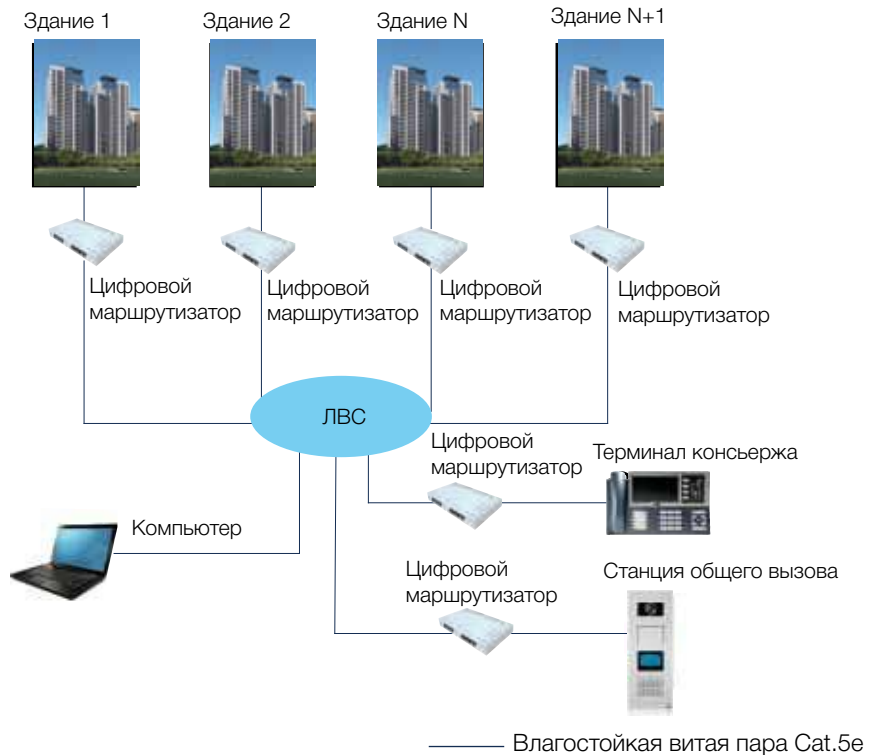 Здание 1
Здание 2
Здание N
Здание N+1
Цифровой
маршрутизатор
Цифровой
маршрутизатор
Цифровой
маршрутизатор
Цифровой
маршрутизатор
ЛВС
Цифровой
маршрутизатор
Терминал консьержа
Компьютер
Цифровой
маршрутизатор
Станция общего вызова
Влагостойкая витая пара Cat.5e